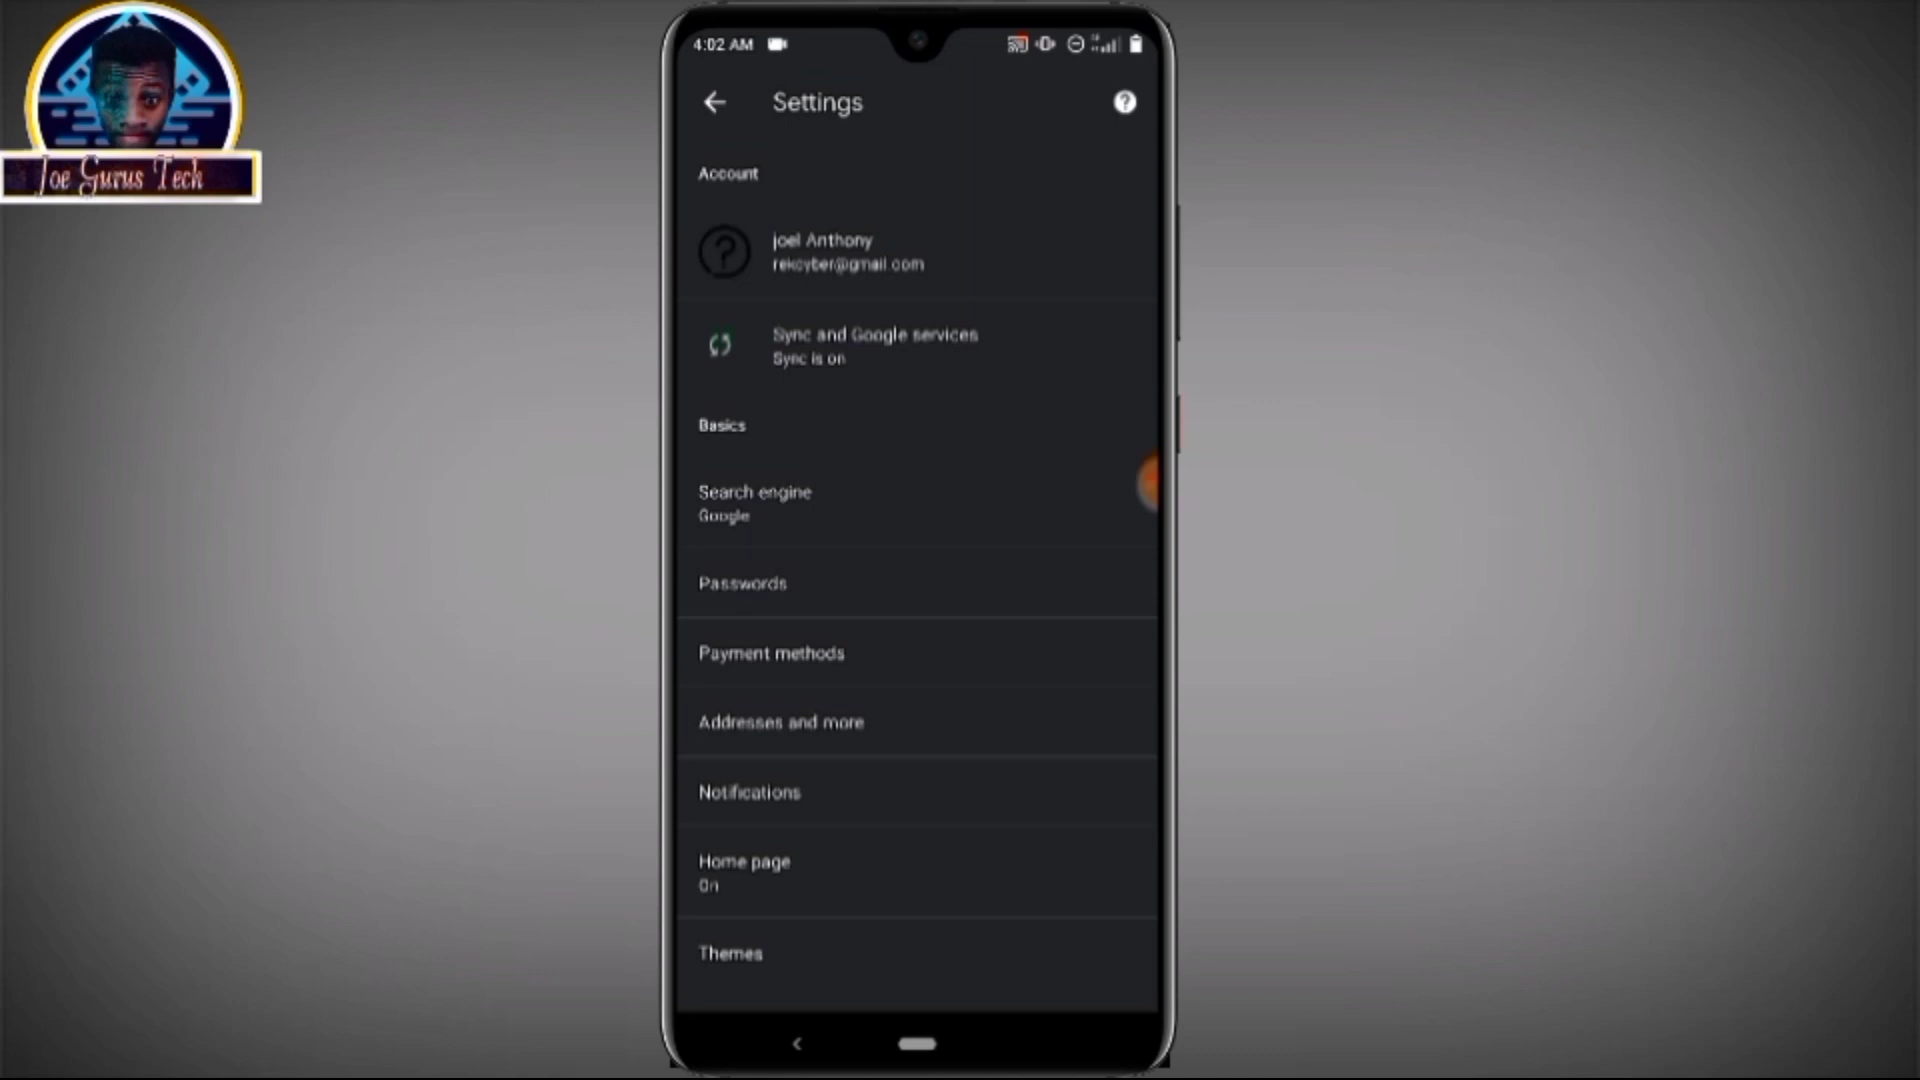 Joe Gurus Tech
4:02 AM
Settings
Account
joel Anthony
rekcyber@gmail.com
Sync and Google services
Sync is on
Basics
Search engine
Google
Passwords
Payment methods
Addresses and more
Notifications
Home page
On
Themes